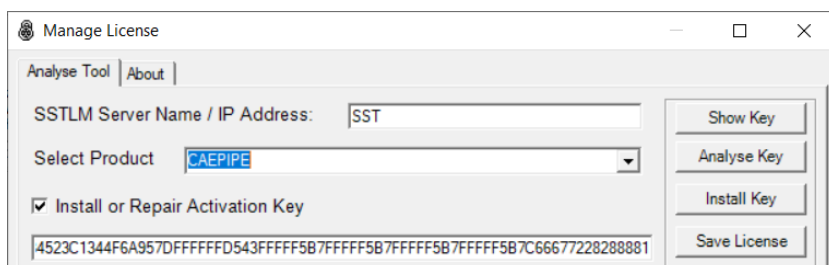 Manage License
Analyse Tool About
SSTLM Server Name / IP Address: SST
Show Key
Select Product CAEPIPE
Analyse Key
Install or Repair Activation Key
Install Key
4523C1344F6A957DFFFFFFD543FFFFF5B7FFFFF5B7FFFFF5B7FFFFF5B7C66677228288881
Save License